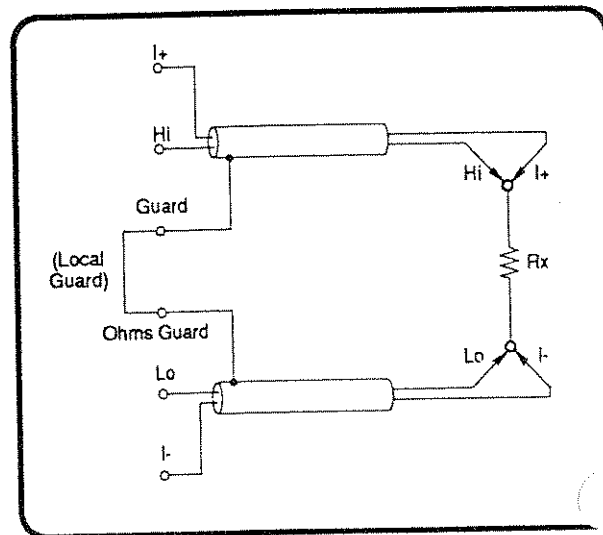 I+
Hi
Guard
(Local
Guard)
Ohms Guard
Lo
I-
Hi
I+
Rx
Lo
I-